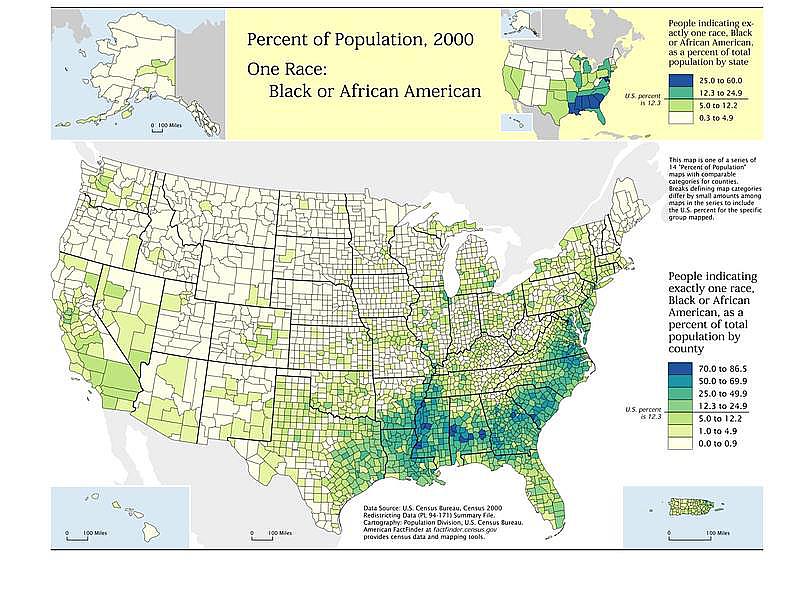 Percent of Population, 2000
One Race:
Black or African American
People indicating ex-
actly one race, Black
or African American,
as a percent of total
population by state
U.S. percent
is 12.3
25.0 to 60.0
12.3 to 24.9
5.0 to 12.2
0.3 to 4.9
0 100 Miles
This map is one of a series of
14 "Percent of Population"
maps with comparable
categories for counties.
Breaks defining map categories
differ by small amounts among
maps in the series to include
the U.S. percent for the specific
group mapped.
People indicating
exactly one race,
Black or African
American, as a
percent of total
population by
county
U.S. percent
is 12.3
70.0 to 86.5
50.0 to 69.9
25.0 to 49.9
12.3 to 24.9
5.0 to 12.2
1.0 to 4.9
0.0 to 0.9
Data Source: U.S. Census Bureau, Census 2000
Redistricting Data (PL 94-171) Summary File.
Cartography: Population Division, U.S. Census Bureau.
American FactFinder at factfinder.census.gov
provides census data and mapping tools.
0 100 Miles
0 100 Miles
0 100 Miles